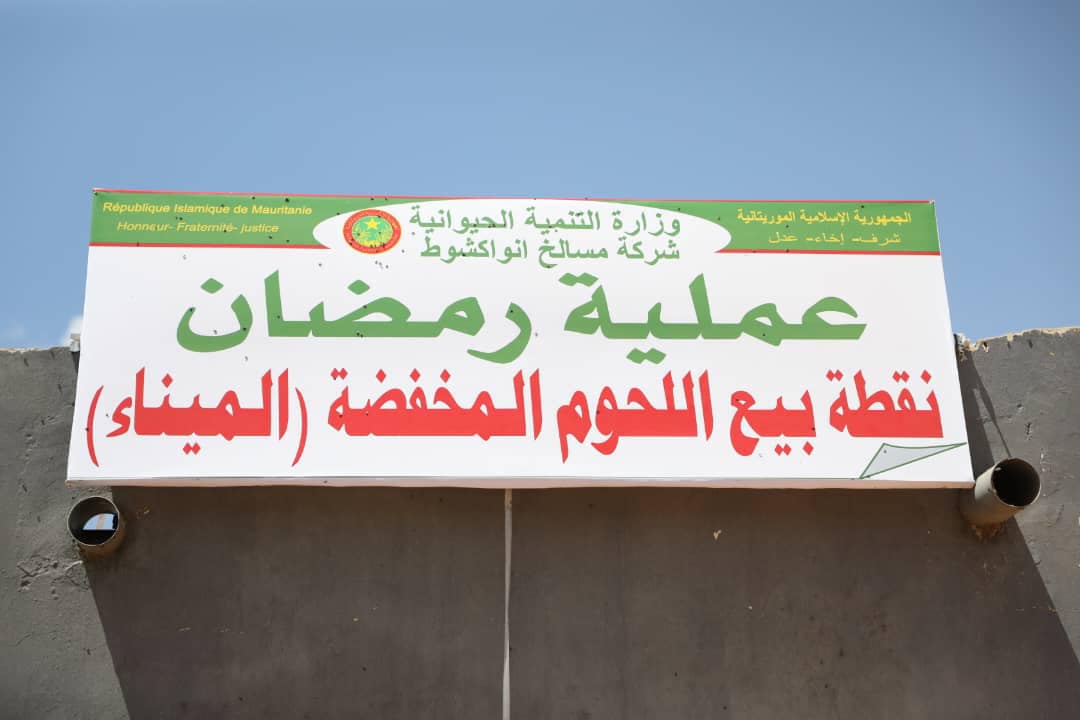 الجمهورية الإسلامية الموريتانية
شرف- إخاء- عدل
République Islamique de Mauritanie
Honneur- Fraternité- justice
وزارة التنمية الحيوانية
شركة مسالخ انواكشوط
عملية رمضان
نقطة بيع اللحوم المخفضة (الميناء)